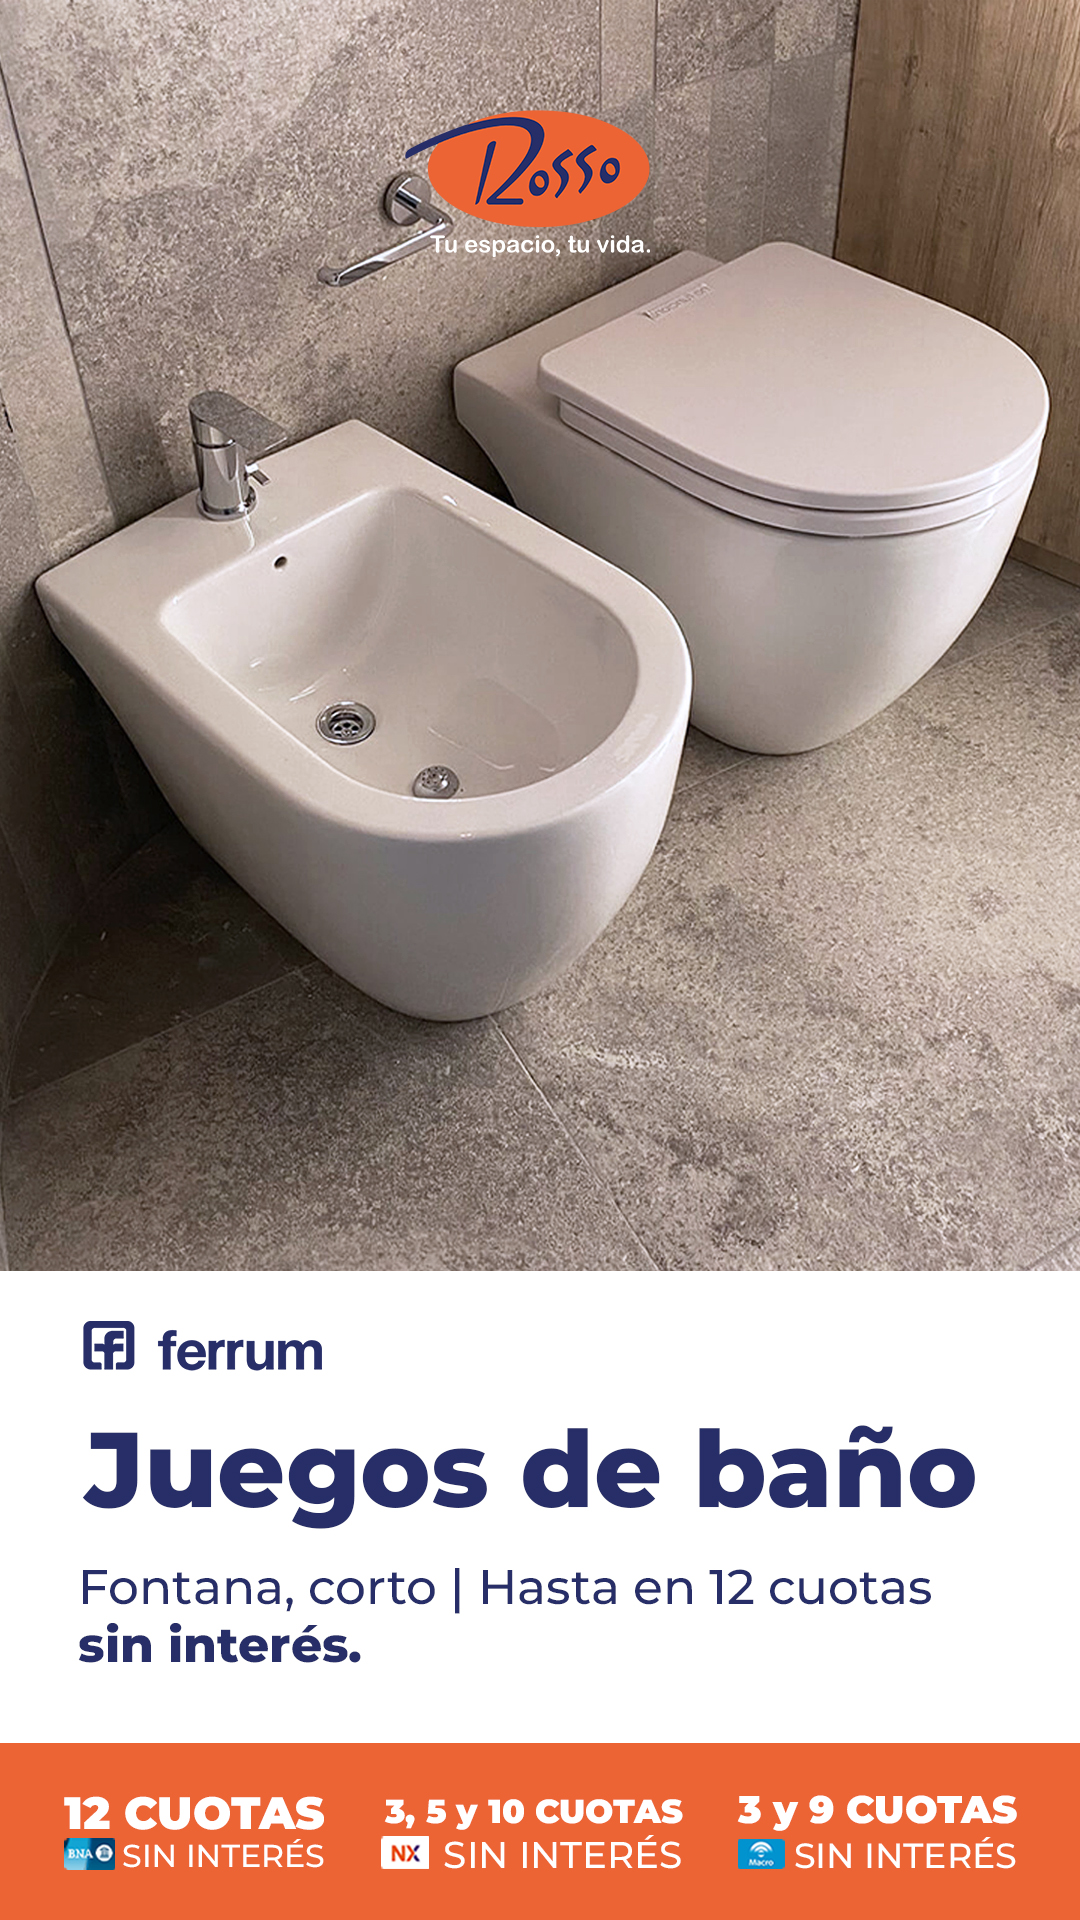 Rosso
Tu espacio, tu vida.
ferrum
Juegos de baño
Fontana, corto | Hasta en 12 cuotas
sin interés.
12 CUOTAS
BNA SIN INTERÉS
3, 5 y 10 CUOTAS
NX SIN INTERÉS
3 y 9 CUOTAS
Macro SIN INTERÉS